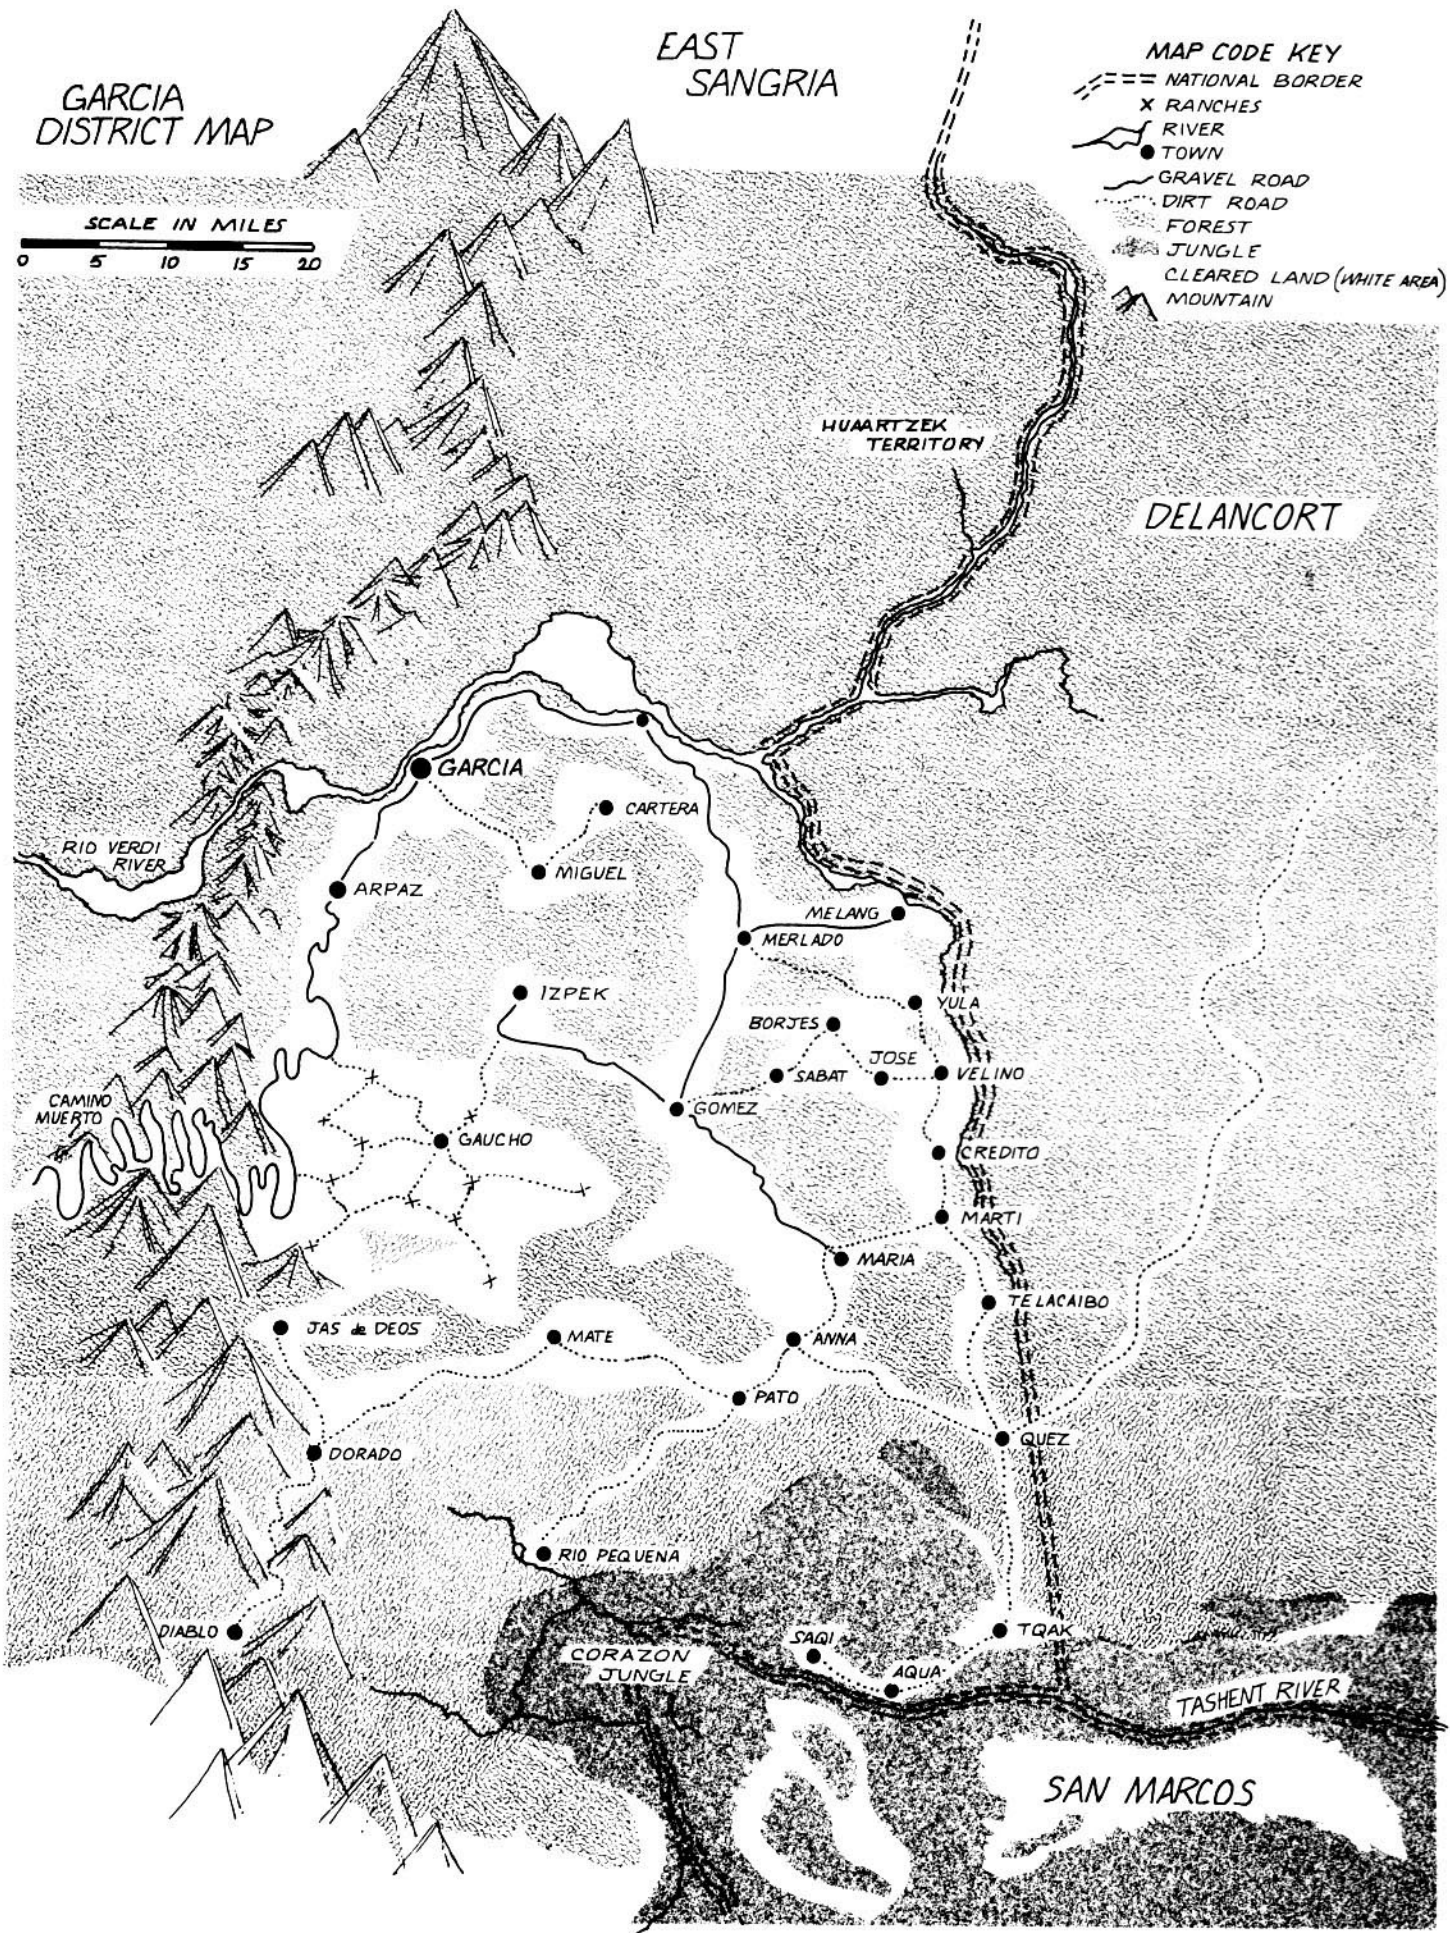 GARCIA
DISTRICT MAP
EAST
SANGRIA
MAP CODE KEY
NATIONAL BORDER
X RANCHES
RIVER
TOWN
GRAVEL ROAD
DIRT ROAD
FOREST
JUNGLE
CLEARED LAND (WHITE AREA)
MOUNTAIN
SCALE IN MILES
0 5 10 15 20
HUAARTZEK
TERRITORY
DELANCORT
GARCIA
CARTERA
RIO VERDI
RIVER
MIGUEL
ARPAZ
MELANG
MERLADO
IZPEK
YULA
BORJES
JOSE
SABAT
VELINO
CAMINO
MUERTO
GOMEZ
GAUCHO
CREDITO
MARTI
MARIA
TELACAIBO
JAS de DEOS
MATE
ANNA
PATO
QUEZ
DORADO
RIO PEQUENA
DIABLO
SAQI
TQAK
CORAZON
JUNGLE
AQUA
TASHENT RIVER
SAN MARCOS